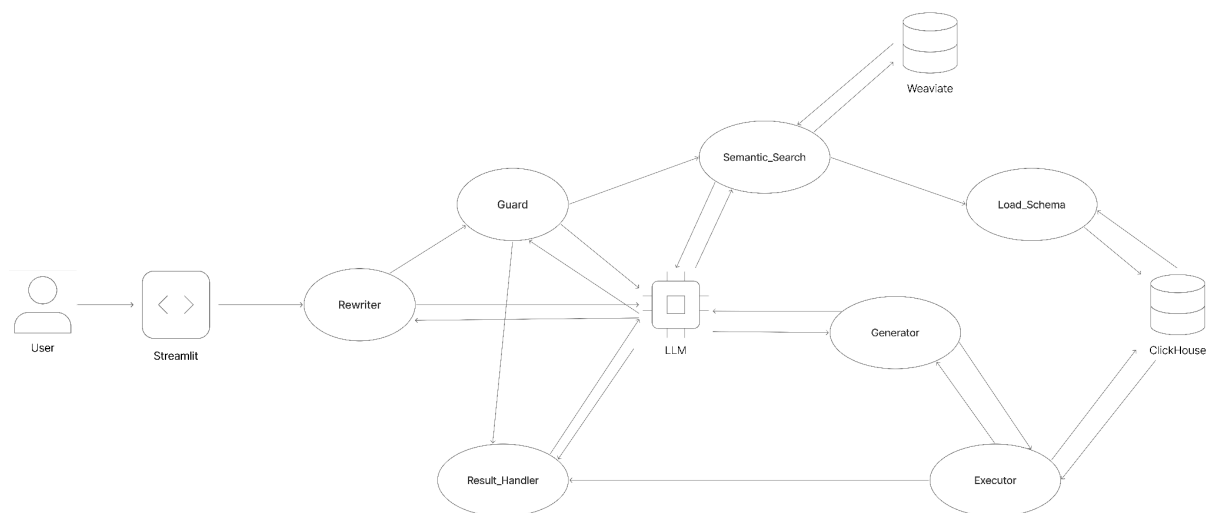 Weaviate
Semantic_Search
Guard
Load_Schema
Rewriter
User
Streamlit
LLM
Generator
ClickHouse
Result_Handler
Executor